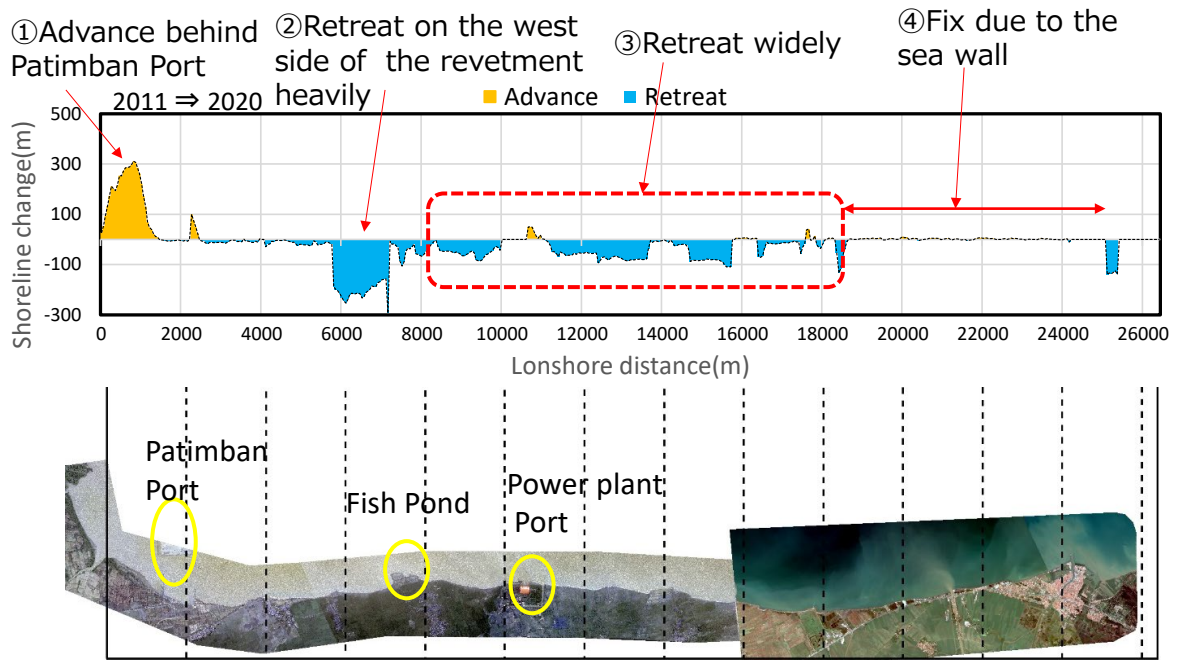 ①Advance behind
Patimban Port
②Retreat on the west
side of the revetment
heavily
③Retreat widely
④Fix due to the
sea wall
2011 ⇒ 2020
Advance
Retreat
Shoreline change(m)
500
300
100
-100
-300
0
2000
4000
6000
8000
10000
12000
14000
16000
18000
20000
22000
24000
26000
Lonshore distance(m)
Patimban
Port
Fish Pond
Power plant
Port